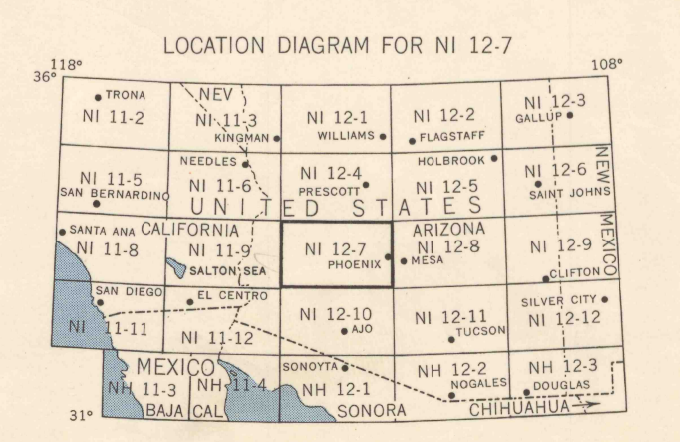 LOCATION DIAGRAM FOR NI 12-7
118° 108°
36°
TRONA NEV NI 12-3
NI 11-2 NI 11-3 NI 12-1 NI 12-2 GALLUP
KINGMAN WILLIAMS FLAGSTAFF
NEEDLES HOLBROOK
NI 11-5 NI 11-6 NI 12-4 NI 12-5 NI 12-6 NEW
SAN BERNARDINO PRESCOTT SAINT JOHNS
UNITED STATES
SANTA ANA CALIFORNIA ARIZONA MEXICO
NI 11-8 NI 11-9 NI 12-7 NI 12-8 NI 12-9
SALTON SEA PHOENIX MESA CLIFTON
SAN DIEGO EL CENTRO SILVER CITY
NI 11-11 NI 11-12 NI 12-10 NI 12-11 NI 12-12
AJO TUCSON
MEXICO SONOYTA NH 12-2 NH 12-3
NH 11-3 NH 11-4 NH 12-1 NOGALES DOUGLAS
31° BAJA CAL SONORA CHIHUAHUA